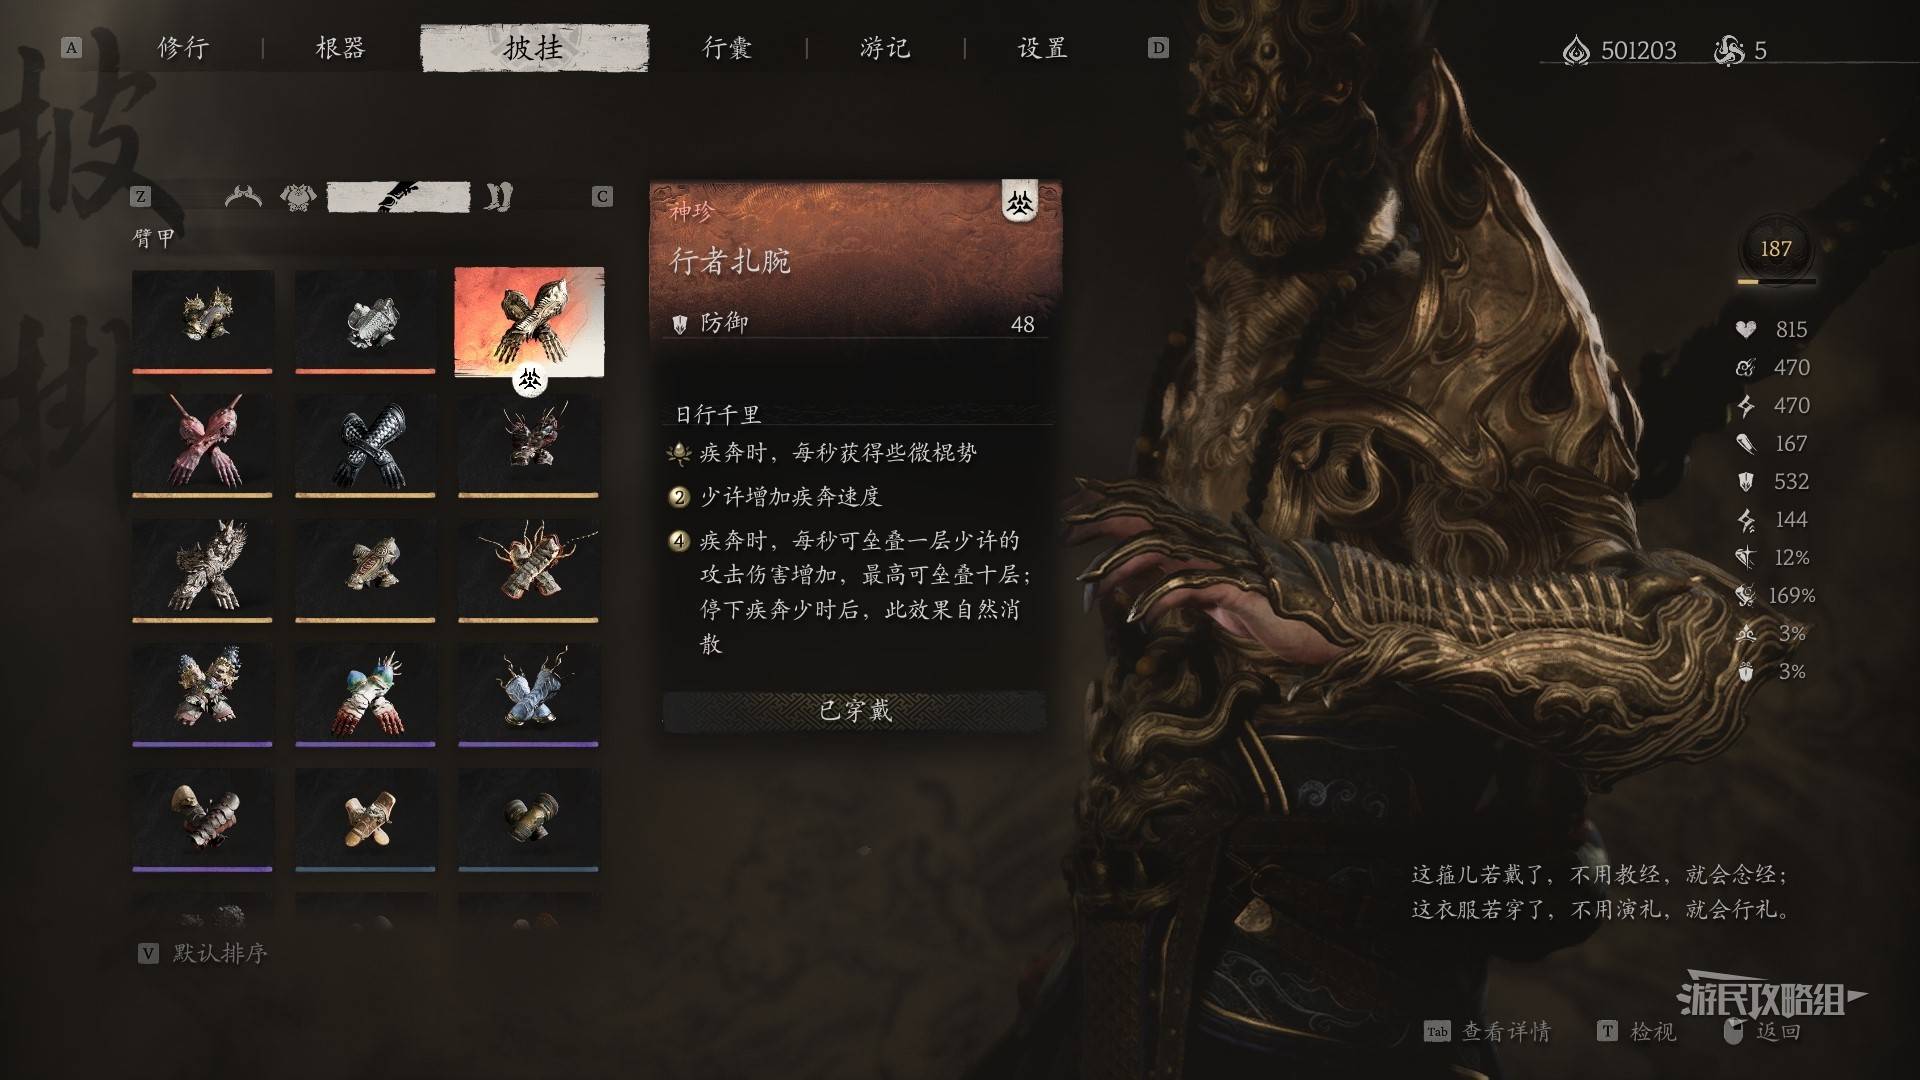 A 修行 根器 披挂 行囊 游记 设置 D
501203 5
披挂
Z C
臂甲
神珍
行者扎腕
防御 48
日行千里
疾奔时，每秒获得些微棍势
2 少许增加疾奔速度
4 疾奔时，每秒可垒叠一层少许的
攻击伤害增加，最高可垒叠十层；
停下疾奔少时后，此效果自然消
散
已穿戴
187
815
470
470
167
532
144
12%
169%
3%
3%
这箍儿若戴了，不用教经，就会念经；
这衣服若穿了，不用演礼，就会行礼。
V 默认排序
游民攻略组
Tab 查看详情 T 检视 返回